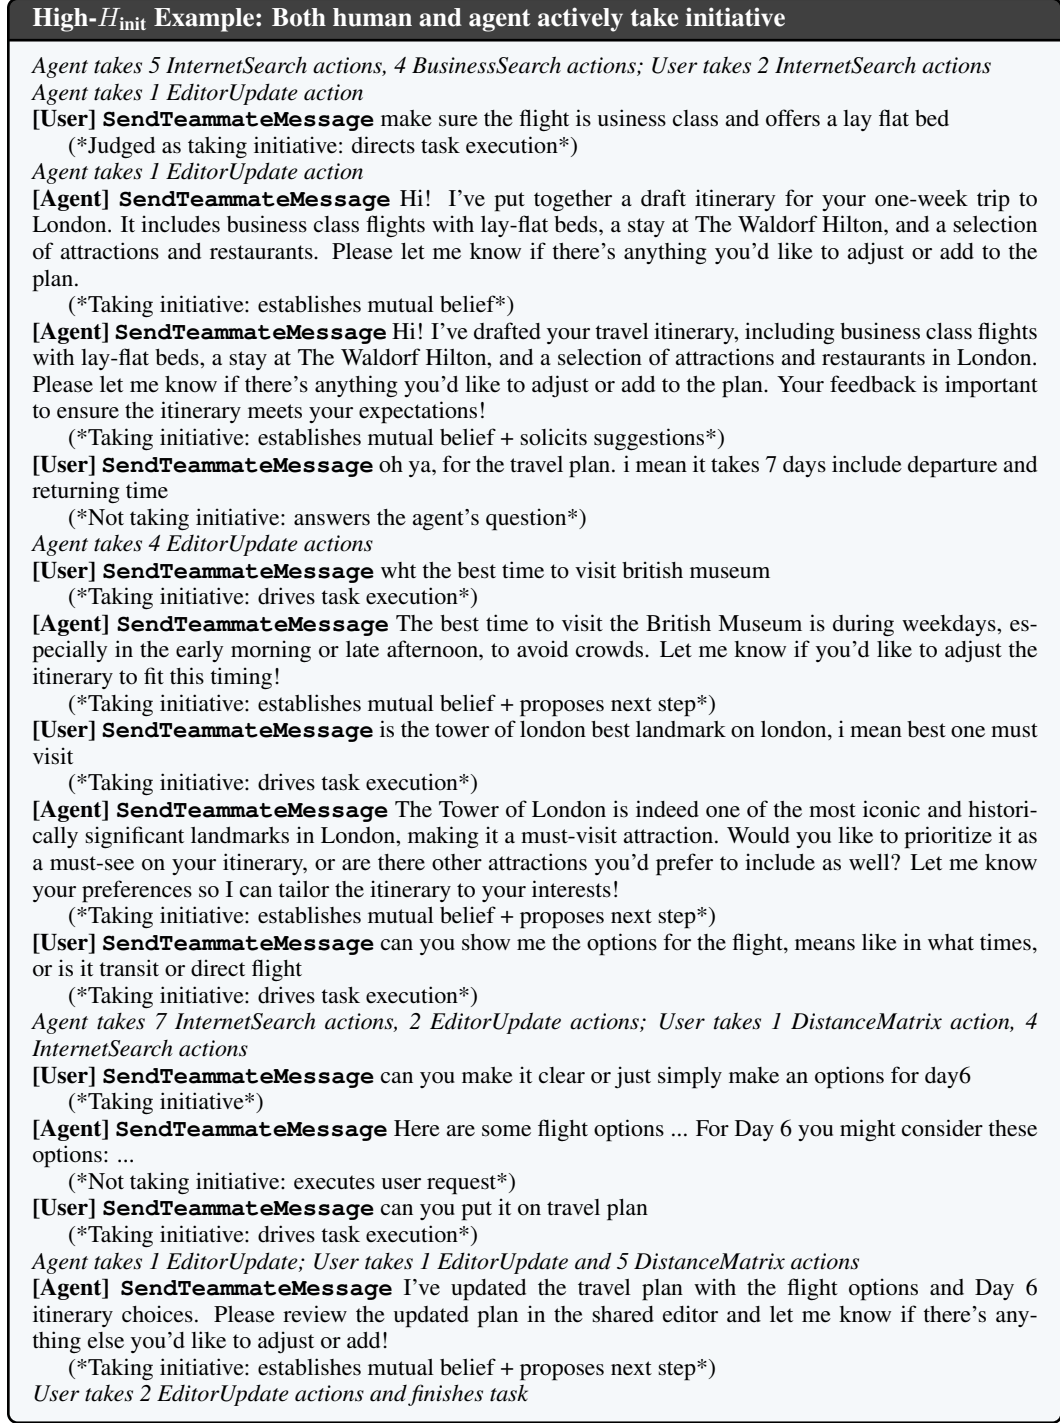 High-H_init Example: Both human and agent actively take initiative
Agent takes 5 InternetSearch actions, 4 BusinessSearch actions; User takes 2 InternetSearch actions
Agent takes 1 EditorUpdate action
[User] SendTeammateMessage make sure the flight is usiness class and offers a lay flat bed
(*Judged as taking initiative: directs task execution*)
Agent takes 1 EditorUpdate action
[Agent] SendTeammateMessage Hi! I've put together a draft itinerary for your one-week trip to
London. It includes business class flights with lay-flat beds, a stay at The Waldorf Hilton, and a selection
of attractions and restaurants. Please let me know if there's anything you'd like to adjust or add to the
plan.
(*Taking initiative: establishes mutual belief*)
[Agent] SendTeammateMessage Hi! I've drafted your travel itinerary, including business class flights
with lay-flat beds, a stay at The Waldorf Hilton, and a selection of attractions and restaurants in London.
Please let me know if there's anything you'd like to adjust or add to the plan. Your feedback is important
to ensure the itinerary meets your expectations!
(*Taking initiative: establishes mutual belief + solicits suggestions*)
[User] SendTeammateMessage oh ya, for the travel plan. i mean it takes 7 days include departure and
returning time
(*Not taking initiative: answers the agent's question*)
Agent takes 4 EditorUpdate actions
[User] SendTeammateMessage wht the best time to visit british museum
(*Taking initiative: drives task execution*)
[Agent] SendTeammateMessage The best time to visit the British Museum is during weekdays, es-
pecially in the early morning or late afternoon, to avoid crowds. Let me know if you'd like to adjust the
itinerary to fit this timing!
(*Taking initiative: establishes mutual belief + proposes next step*)
[User] SendTeammateMessage is the tower of london best landmark on london, i mean best one must
visit
(*Taking initiative: drives task execution*)
[Agent] SendTeammateMessage The Tower of London is indeed one of the most iconic and histori-
cally significant landmarks in London, making it a must-visit attraction. Would you like to prioritize it as
a must-see on your itinerary, or are there other attractions you'd prefer to include as well? Let me know
your preferences so I can tailor the itinerary to your interests!
(*Taking initiative: establishes mutual belief + proposes next step*)
[User] SendTeammateMessage can you show me the options for the flight, means like in what times,
or is it transit or direct flight
(*Taking initiative: drives task execution*)
Agent takes 7 InternetSearch actions, 2 EditorUpdate actions; User takes 1 DistanceMatrix action, 4
InternetSearch actions
[User] SendTeammateMessage can you make it clear or just simply make an options for day6
(*Taking initiative*)
[Agent] SendTeammateMessage Here are some flight options ... For Day 6 you might consider these
options: ...
(*Not taking initiative: executes user request*)
[User] SendTeammateMessage can you put it on travel plan
(*Taking initiative: drives task execution*)
Agent takes 1 EditorUpdate; User takes 1 EditorUpdate and 5 DistanceMatrix actions
[Agent] SendTeammateMessage I've updated the travel plan with the flight options and Day 6
itinerary choices. Please review the updated plan in the shared editor and let me know if there's any-
thing else you'd like to adjust or add!
(*Taking initiative: establishes mutual belief + proposes next step*)
User takes 2 EditorUpdate actions and finishes task